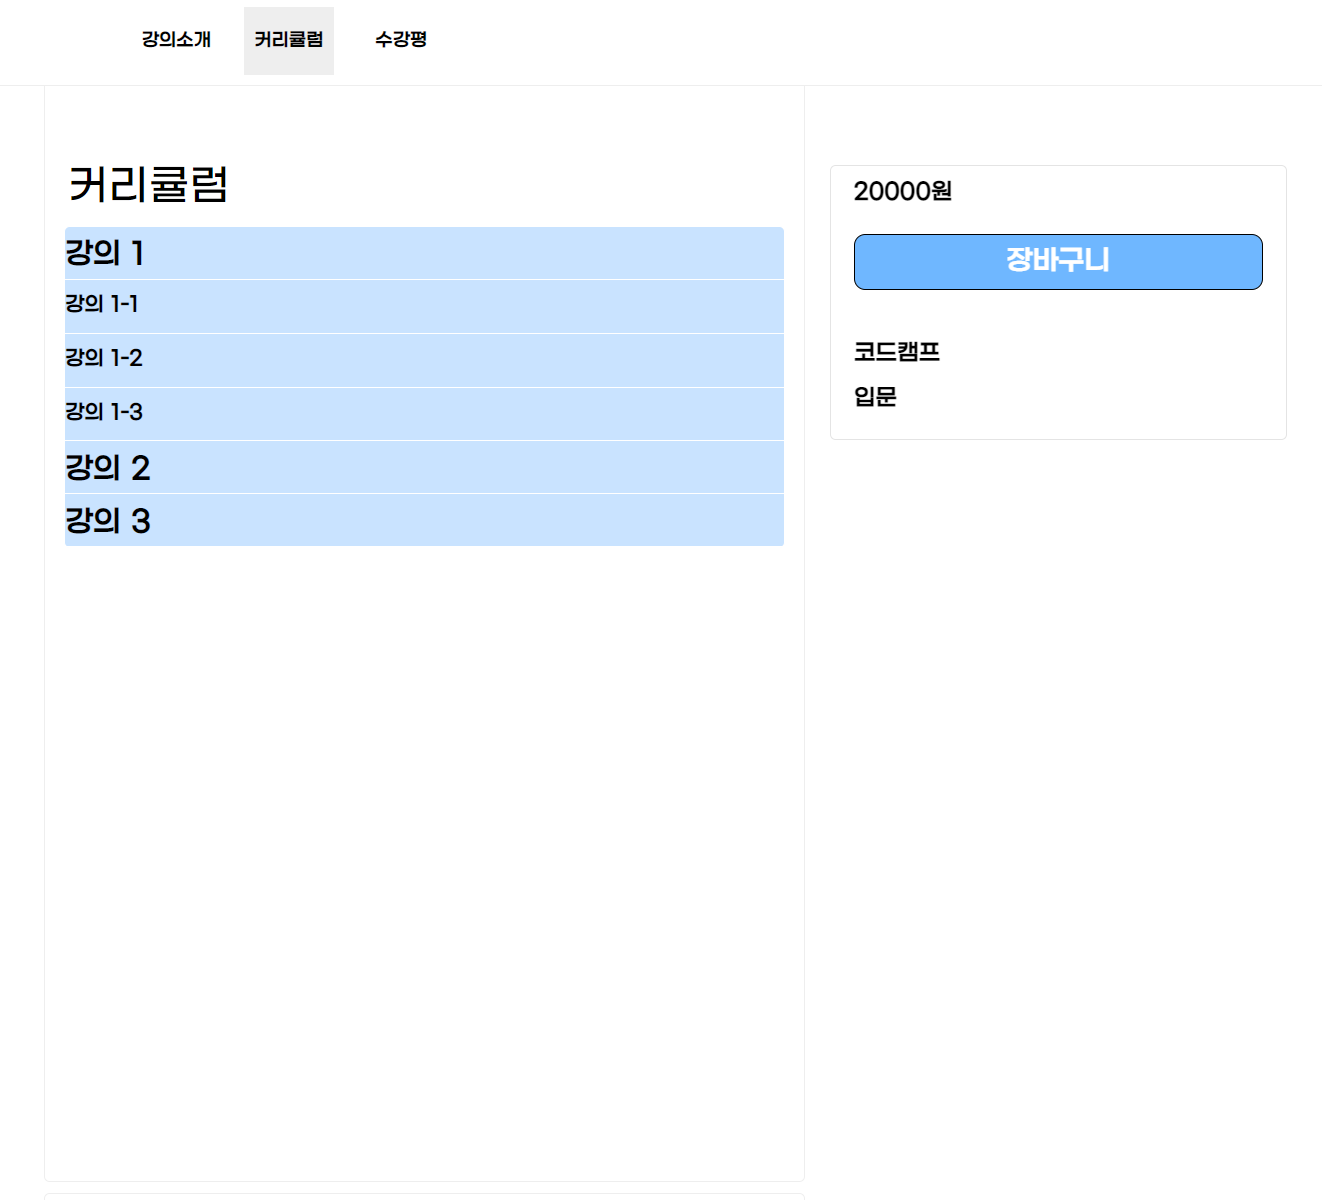 강의소개 커리큘럼 수강평
커리큘럼
강의 1
강의 1-1
강의 1-2
강의 1-3
강의 2
강의 3
20000원
장바구니
코드캠프
입문